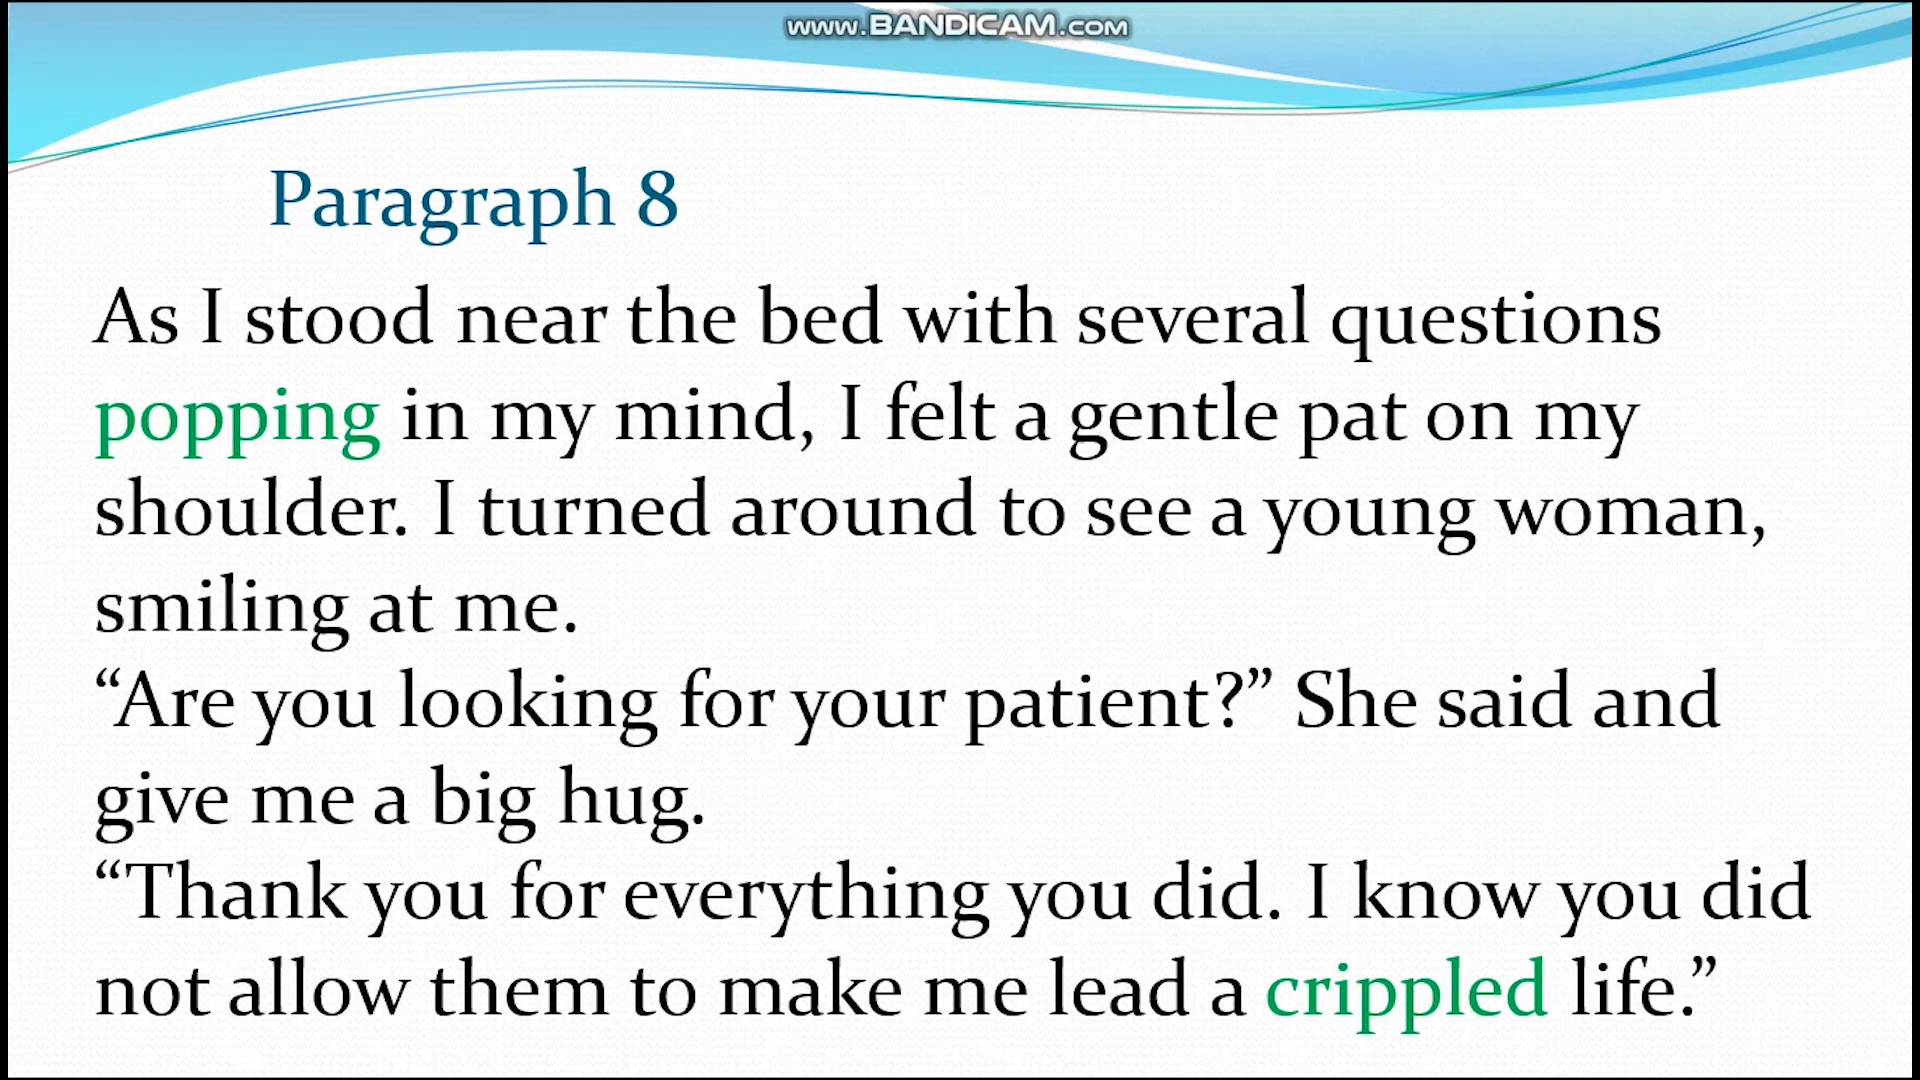 www.BANDICAM.com
Paragraph 8
As I stood near the bed with several questions
popping in my mind, I felt a gentle pat on my
shoulder. I turned around to see a young woman,
smiling at me.
“Are you looking for your patient?” She said and
give me a big hug.
“Thank you for everything you did. I know you did
not allow them to make me lead a crippled life.”